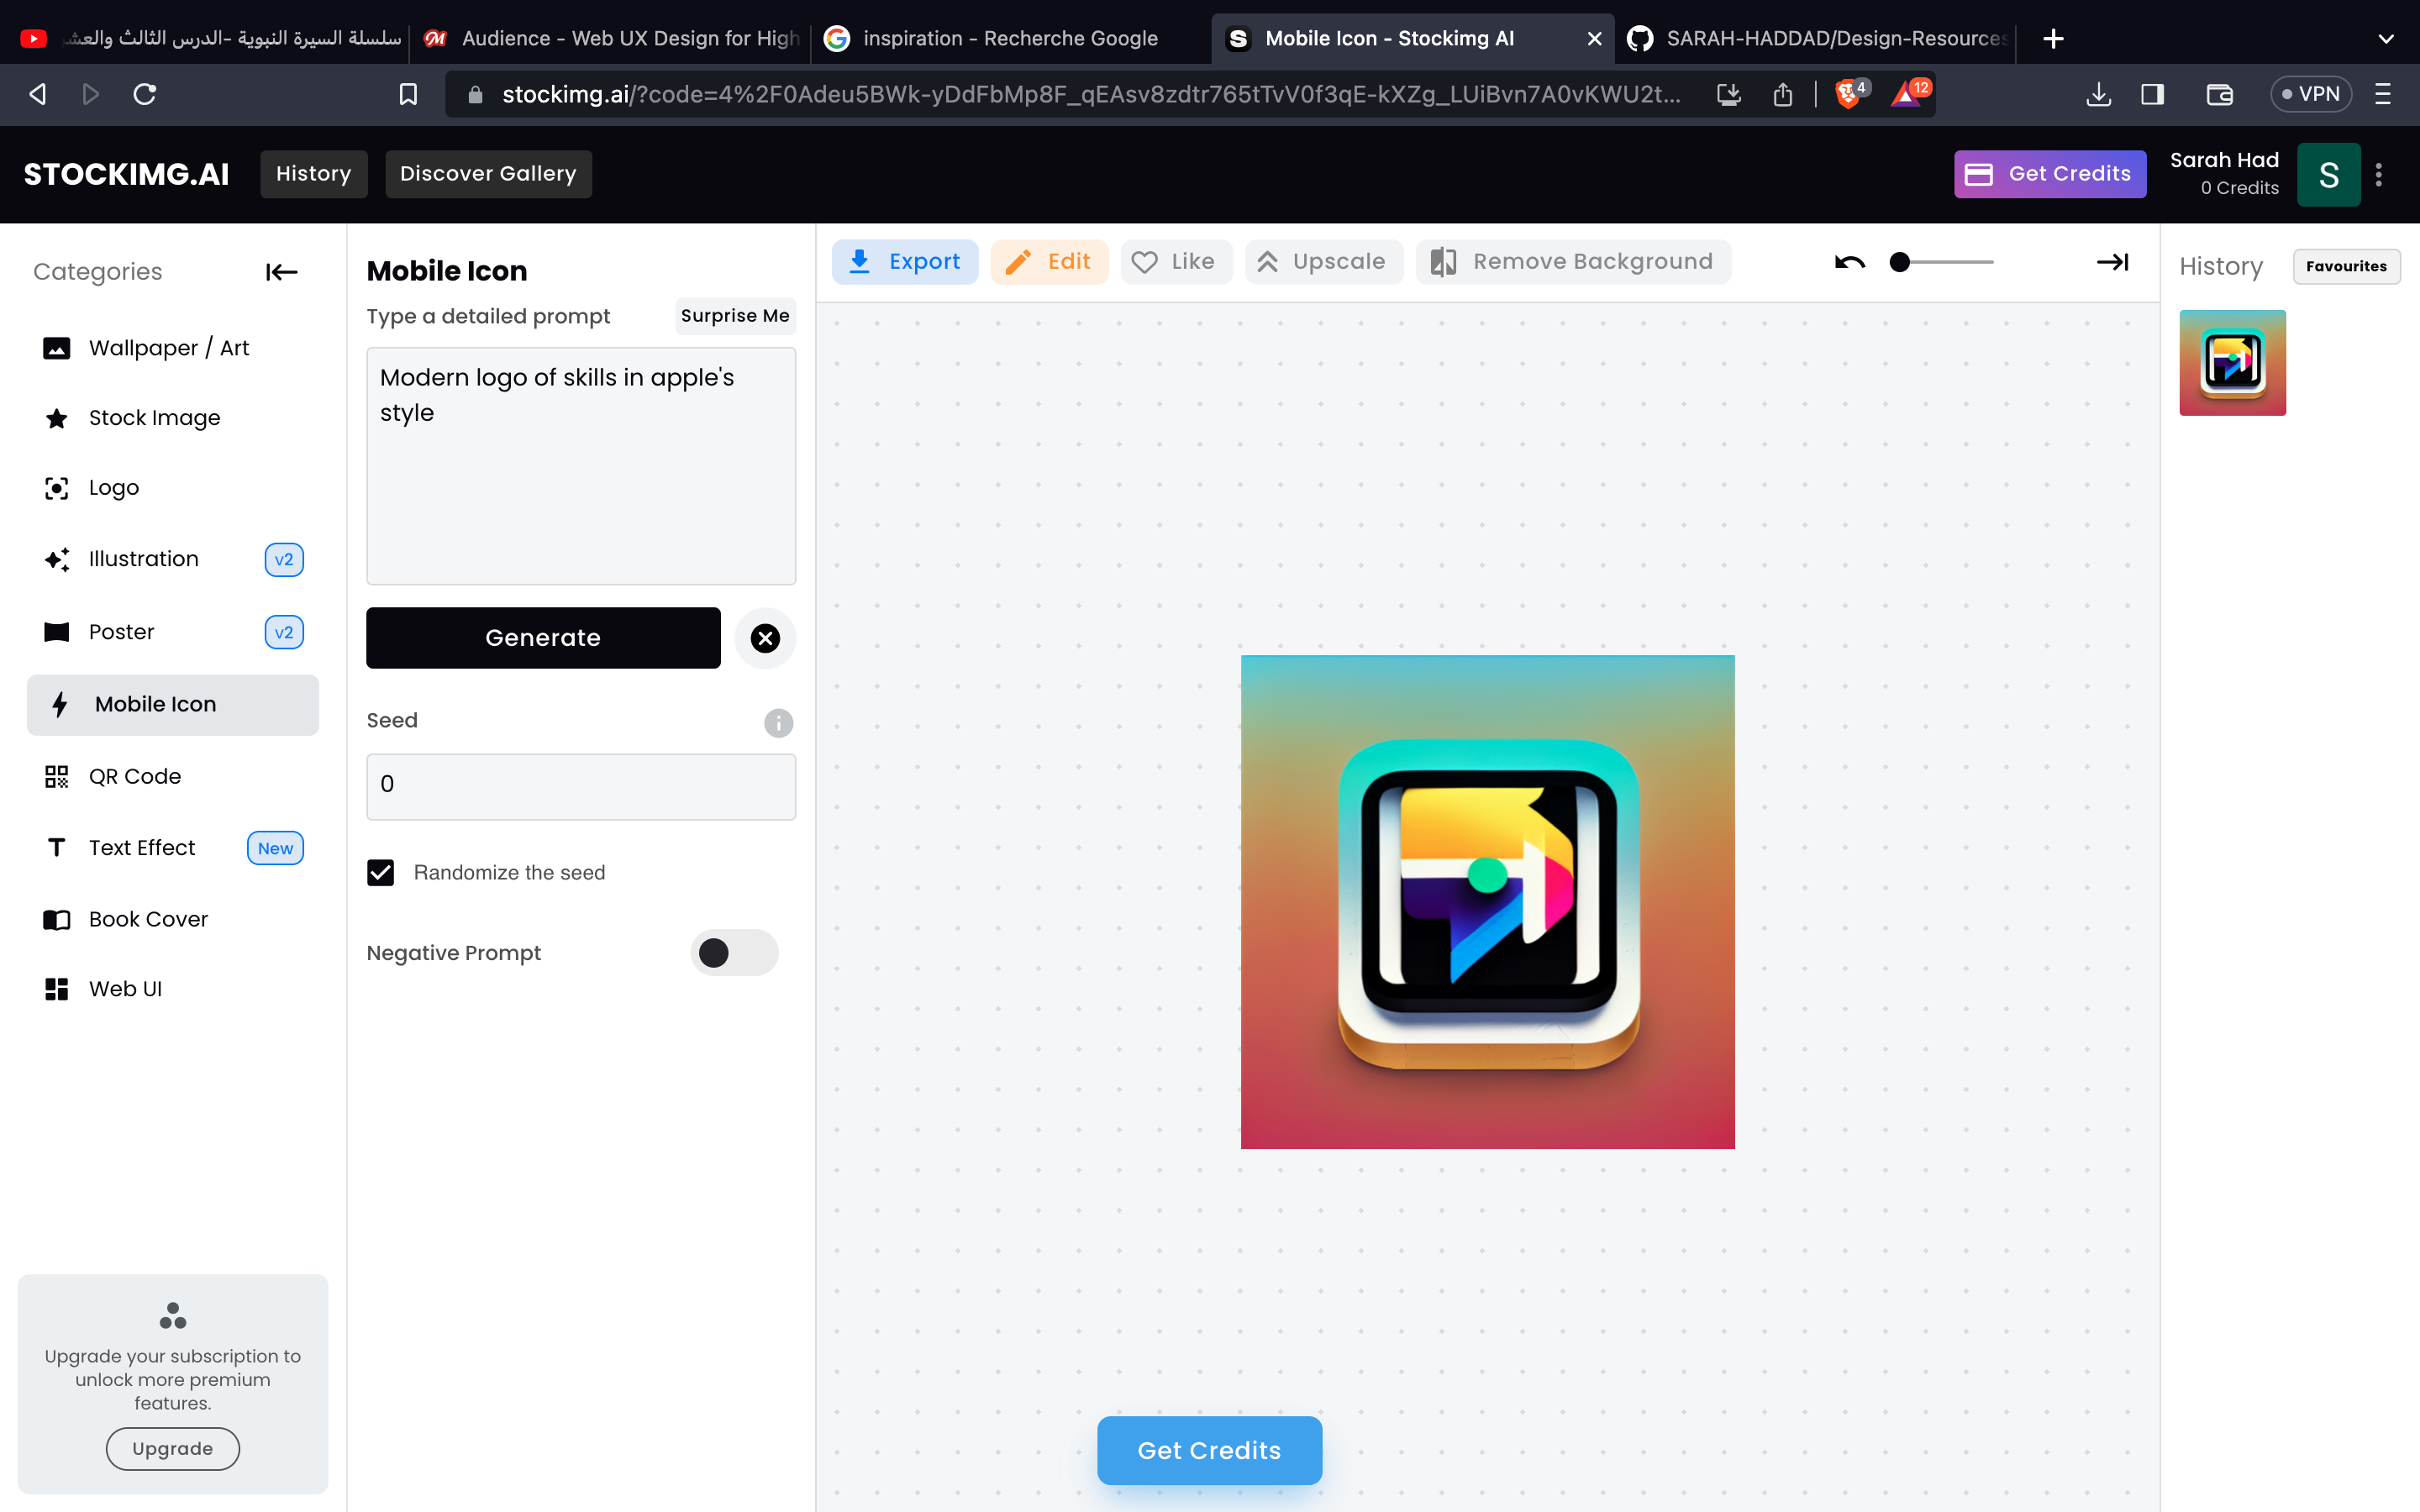 سلسلة السيرة النبوية -الدرس الثالث
Audience - Web UX Design for High
inspiration - Recherche Google
Mobile Icon - Stockimg AI
SARAH-HADDAD/Design-Resources
stockimg.ai/?code=4%2F0Adeu5BWk-yDdFbMp8F_qEAsv8zdtr765tTvV0f3qE-kXZg_LUiBvn7A0vKWU2t...
4
12
VPN
STOCKIMG.AI
History
Discover Gallery
Get Credits
Sarah Had
0 Credits
S
Categories
Wallpaper / Art
Stock Image
Logo
Illustration
v2
Poster
v2
Mobile Icon
QR Code
Text Effect
New
Book Cover
Web UI
Upgrade your subscription to
unlock more premium
features.
Upgrade
Mobile Icon
Type a detailed prompt
Surprise Me
Modern logo of skills in apple's
style
Generate
Seed
0
Randomize the seed
Negative Prompt
Export
Edit
Like
Upscale
Remove Background
Get Credits
History
Favourites